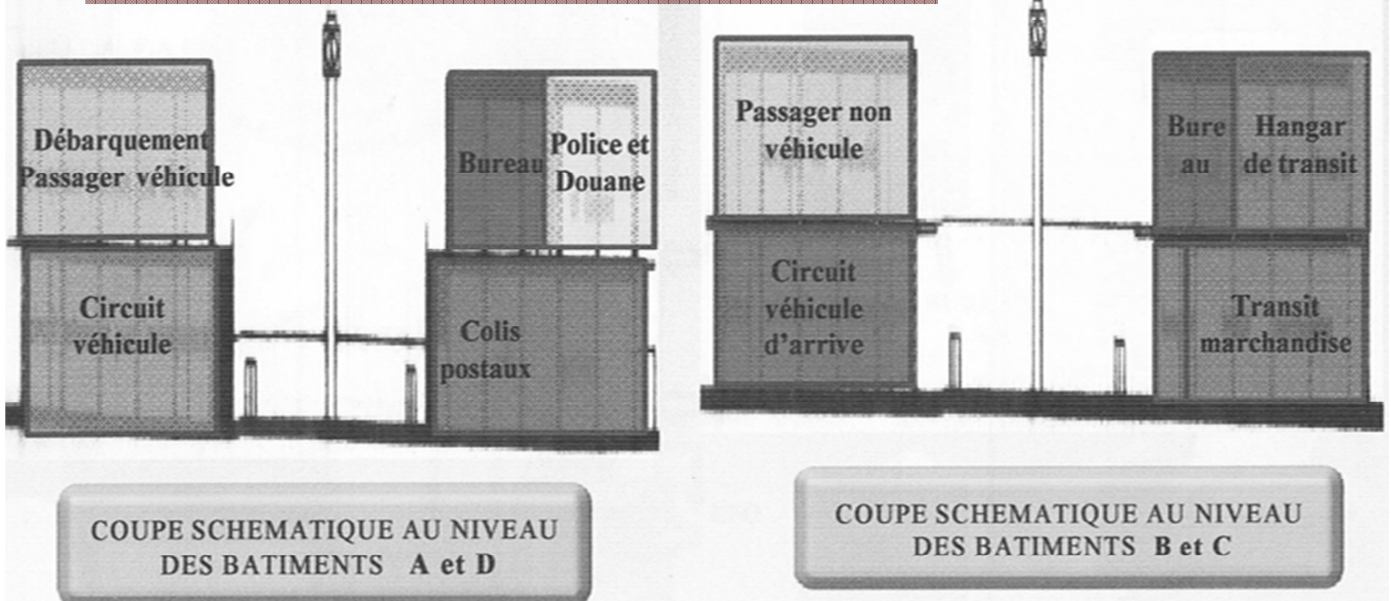 Débarquement
Passager véhicule
Circuit
véhicule
Bureau
Police et
Douane
Colis
postaux
COUPE SCHEMATIQUE AU NIVEAU
DES BATIMENTS A et D
Passager non
véhicule
Circuit
véhicule
d'arrive
Bure
au
Hangar
de transit
Transit
marchandise
COUPE SCHEMATIQUE AU NIVEAU
DES BATIMENTS B et C